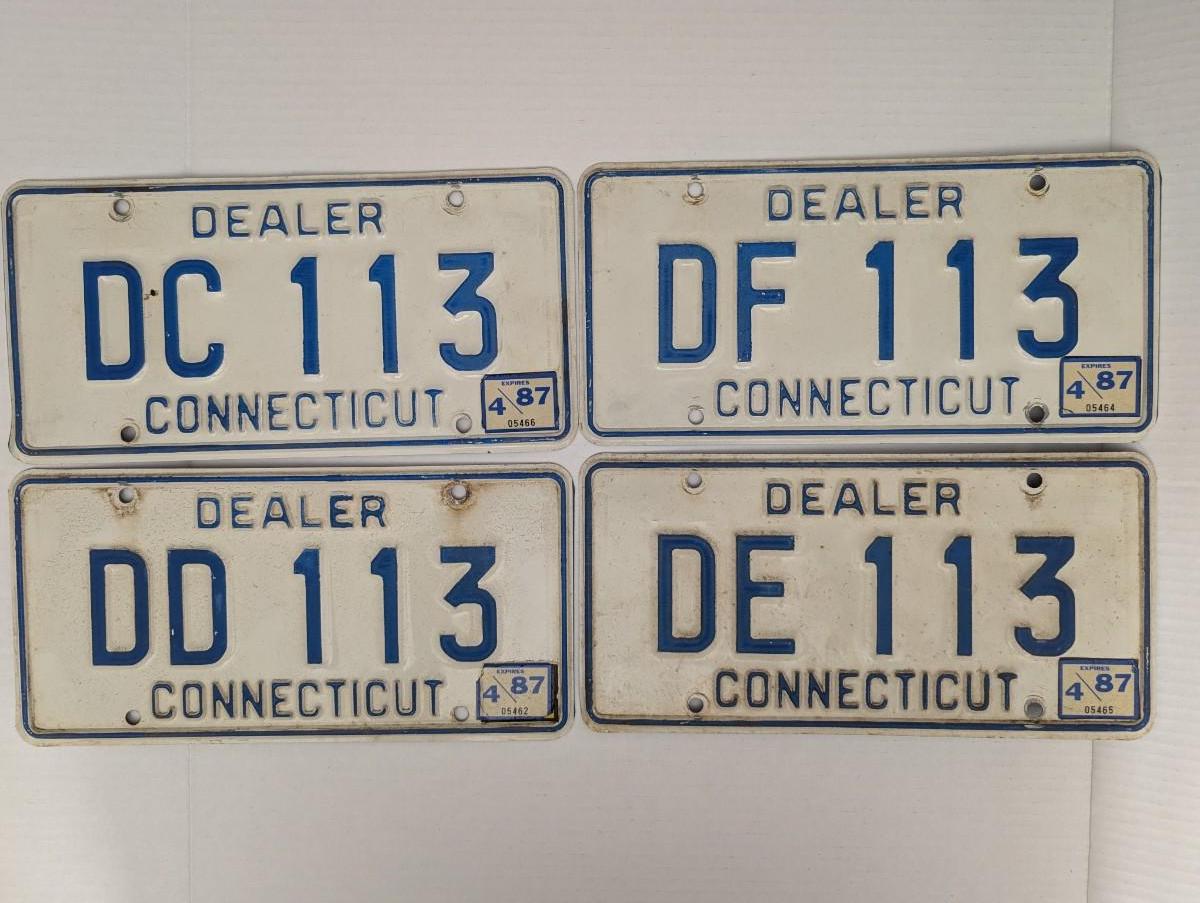 DEALER
DC 113
CONNECTICUT
EXPIRES
4 87
05466
DEALER
DF 113
CONNECTICUT
EXPIRES
4 87
05464
DEALER
DD 113
CONNECTICUT
EXPIRES
4 87
05462
DEALER
DE 113
CONNECTICUT
EXPIRES
4 87
05465